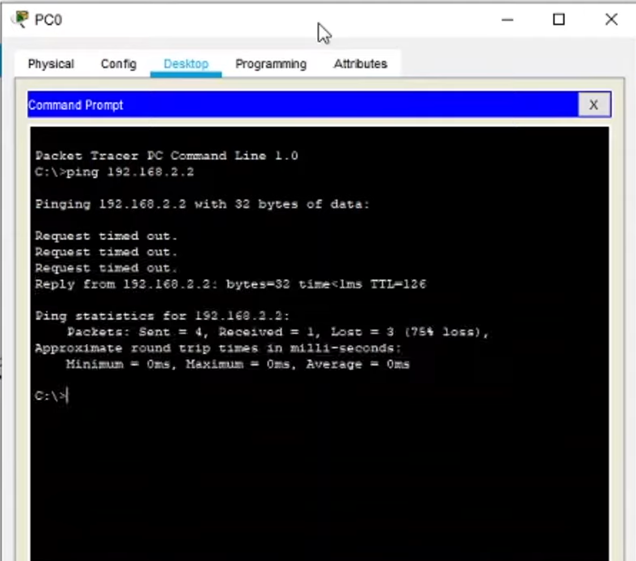 PC0
Physical Config Desktop Programming Attributes
Command Prompt X
Packet Tracer PC Command Line 1.0
C:\>ping 192.168.2.2
Pinging 192.168.2.2 with 32 bytes of data:
Request timed out.
Request timed out.
Request timed out.
Reply from 192.168.2.2: bytes=32 time<1ms TTL=126
Ping statistics for 192.168.2.2:
Packets: Sent = 4, Received = 1, Lost = 3 (75% loss),
Approximate round trip times in milli-seconds:
Minimum = 0ms, Maximum = 0ms, Average = 0ms
C:\>